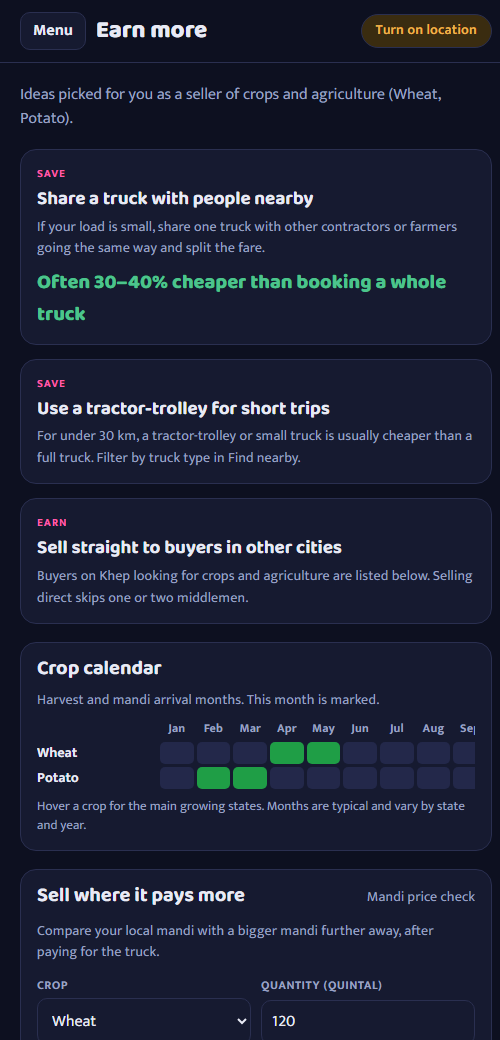 Menu
Earn more
Turn on location
Ideas picked for you as a seller of crops and agriculture (Wheat,
Potato).
SAVE
Share a truck with people nearby
If your load is small, share one truck with other contractors or farmers
going the same way and split the fare.
Often 30–40% cheaper than booking a whole
truck
SAVE
Use a tractor-trolley for short trips
For under 30 km, a tractor-trolley or small truck is usually cheaper than a
full truck. Filter by truck type in Find nearby.
EARN
Sell straight to buyers in other cities
Buyers on Khep looking for crops and agriculture are listed below. Selling
direct skips one or two middlemen.
Crop calendar
Harvest and mandi arrival months. This month is marked.
Jan Feb Mar Apr May Jun Jul Aug
Wheat
Potato
Hover a crop for the main growing states. Months are typical and vary by state
and year.
Sell where it pays more
Mandi price check
Compare your local mandi with a bigger mandi further away, after
paying for the truck.
CROP
QUANTITY (QUINTAL)
Wheat
120